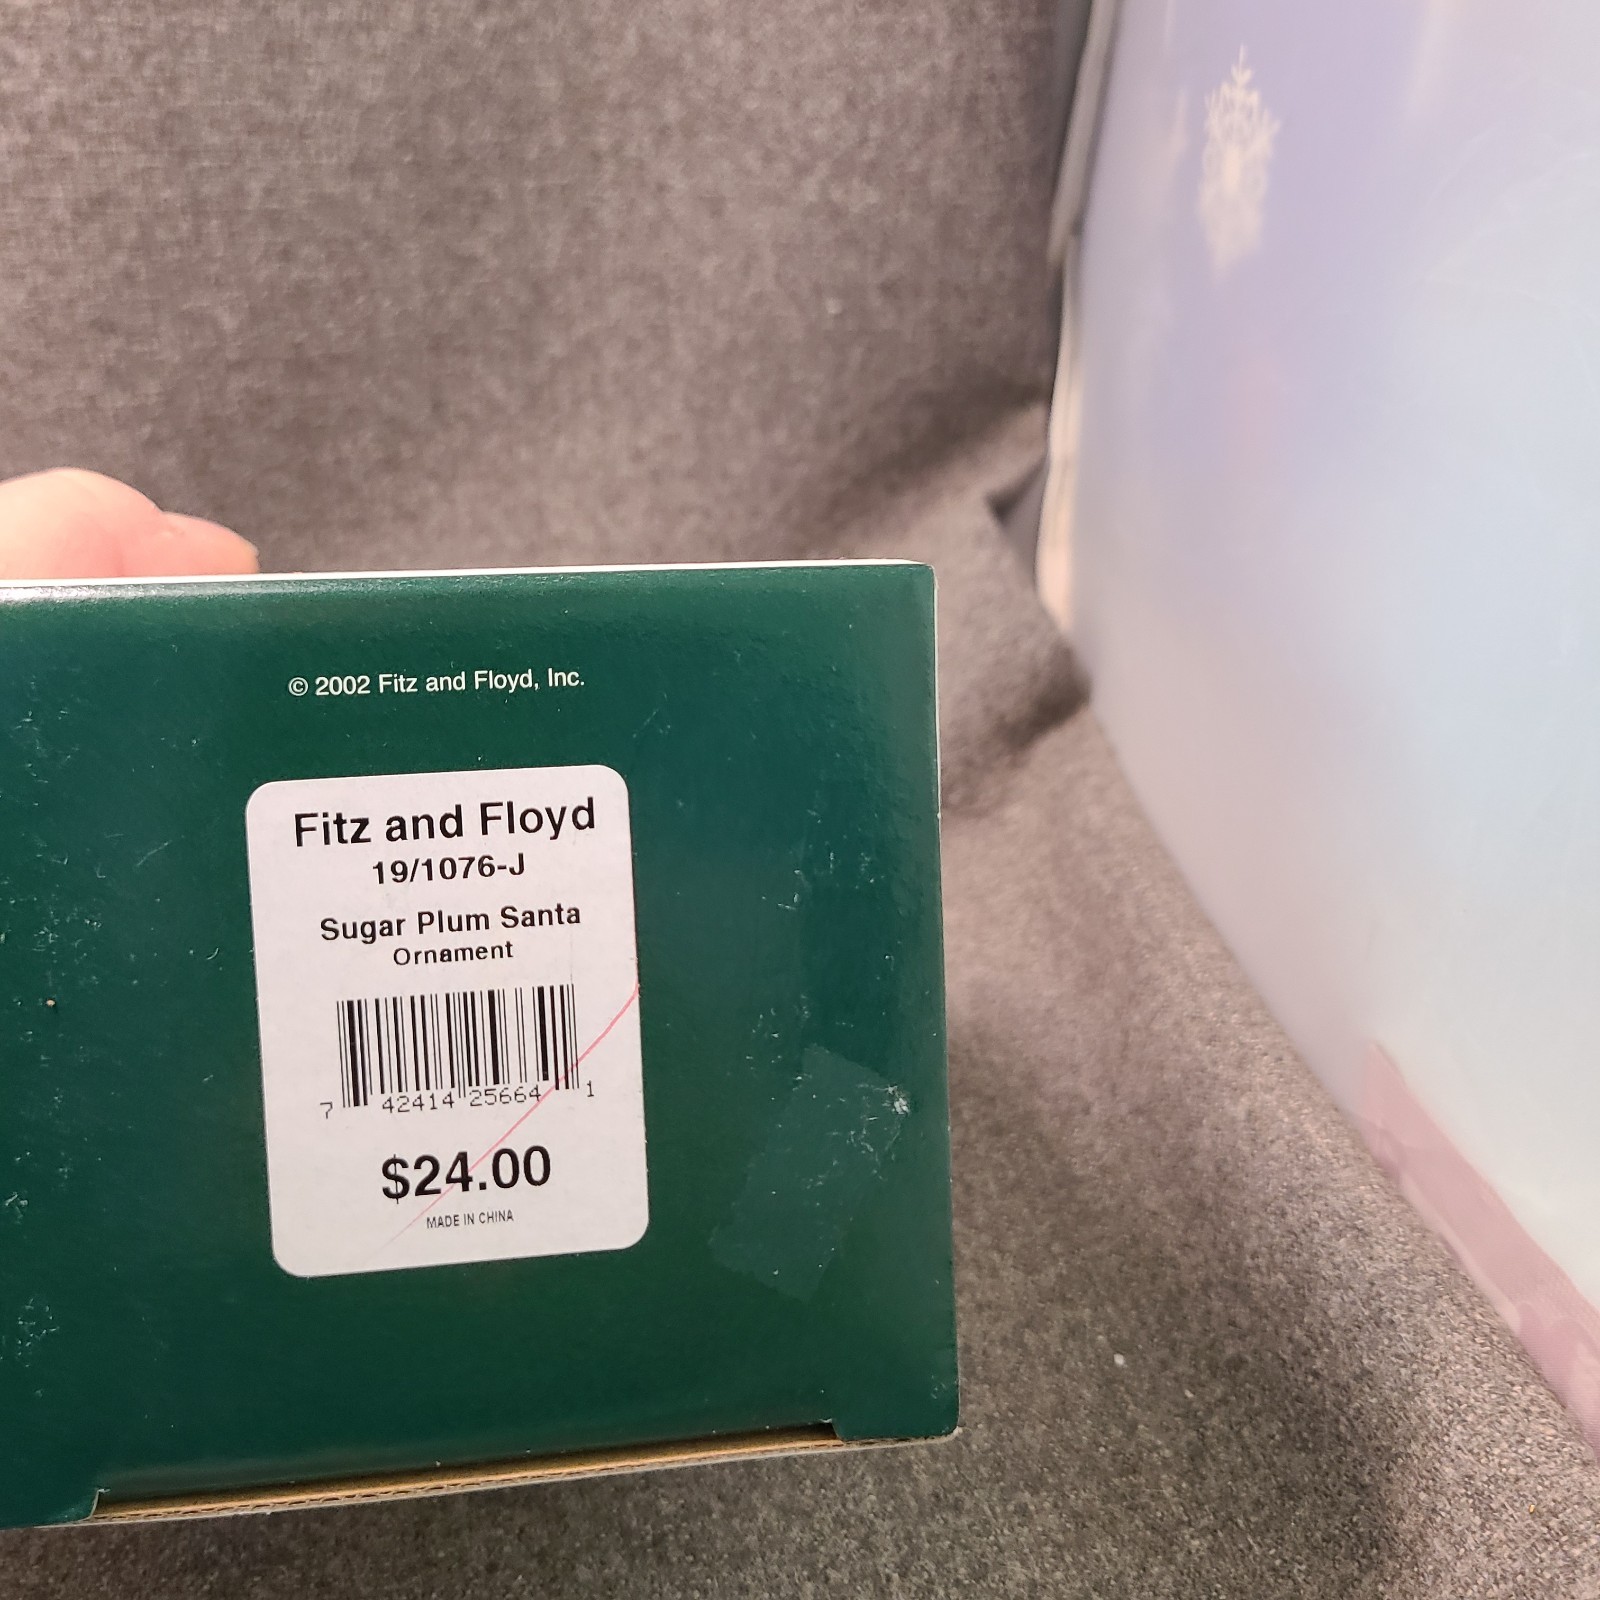 © 2002 Fitz and Floyd, Inc.
Fitz and Floyd
19/1076-J
Sugar Plum Santa
Ornament
7 42414 25664 1
$24.00
MADE IN CHINA